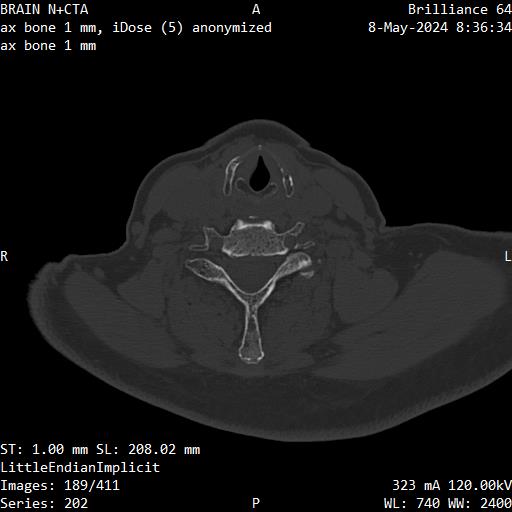 BRAIN N+CTA
A
Brilliance 64
ax bone 1 mm, iDose (5) anonymized
8-May-2024 8:36:34
ax bone 1 mm
R
L
ST: 1.00 mm SL: 208.02 mm
LittleEndianImplicit
Images: 189/411
323 mA 120.00kV
Series: 202
P
WL: 740 WW: 2400